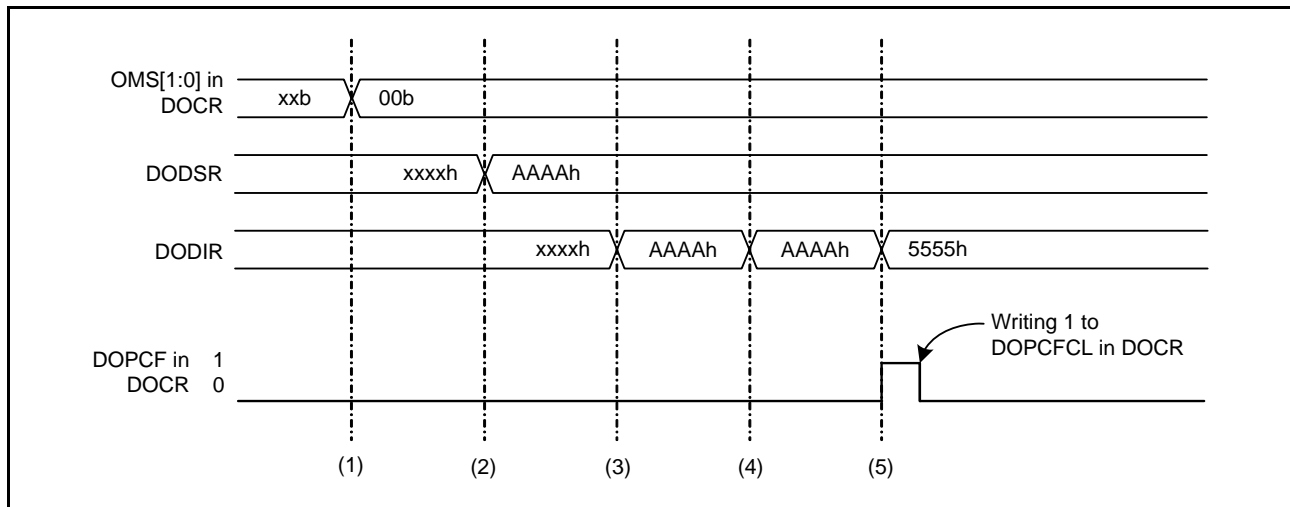 OMS[1:0] in
DOCR
xxb
00b
DODSR
xxxxh
AAAAh
DODIR
xxxxh
AAAAh
AAAAh
5555h
Writing 1 to
DOPCFCL in DOCR
DOPCF in 1
DOCR 0
(1) (2) (3) (4) (5)